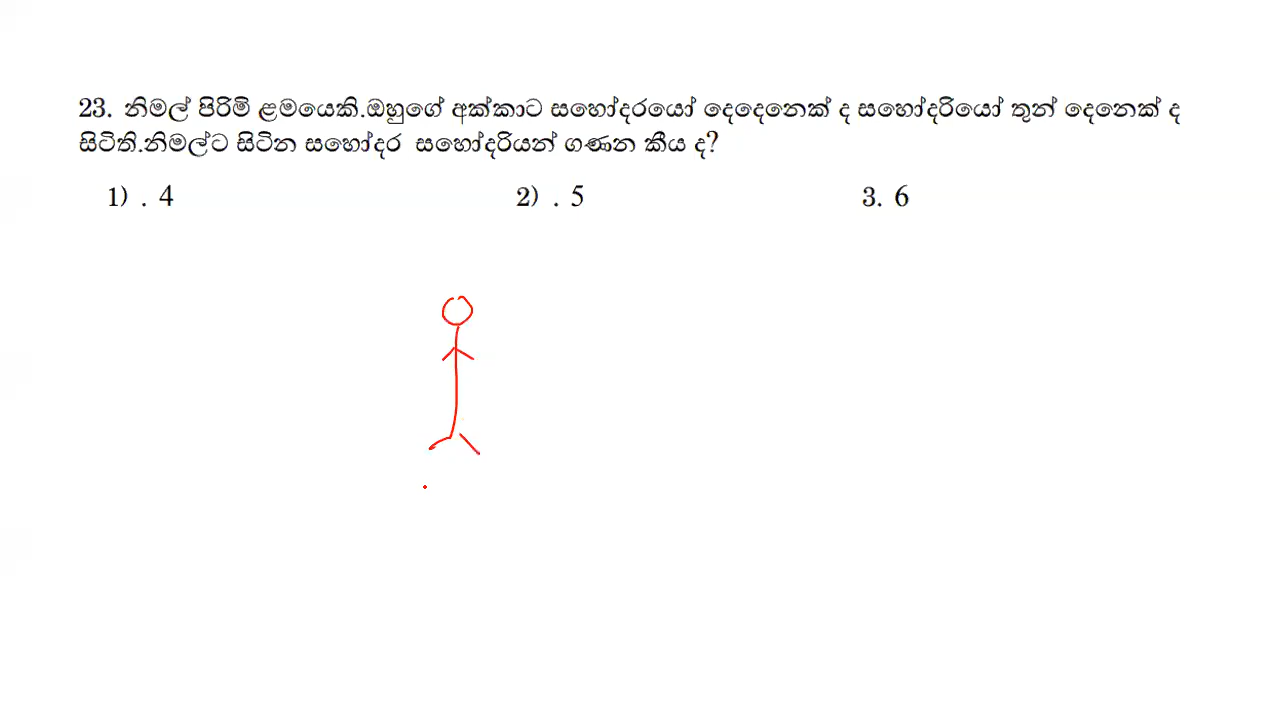 23. නිමල් පිරිමි ළමයෙකි.ඔහුගේ අක්කාට සහෝදරයෝ දෙදෙනෙක් ද සහෝදරියෝ තුන් දෙනෙක් ද
සිටිති.නිමල්ට සිටින සහෝදර සහෝදරියන් ගණන කීය ද?
1) . 4 2) . 5 3. 6